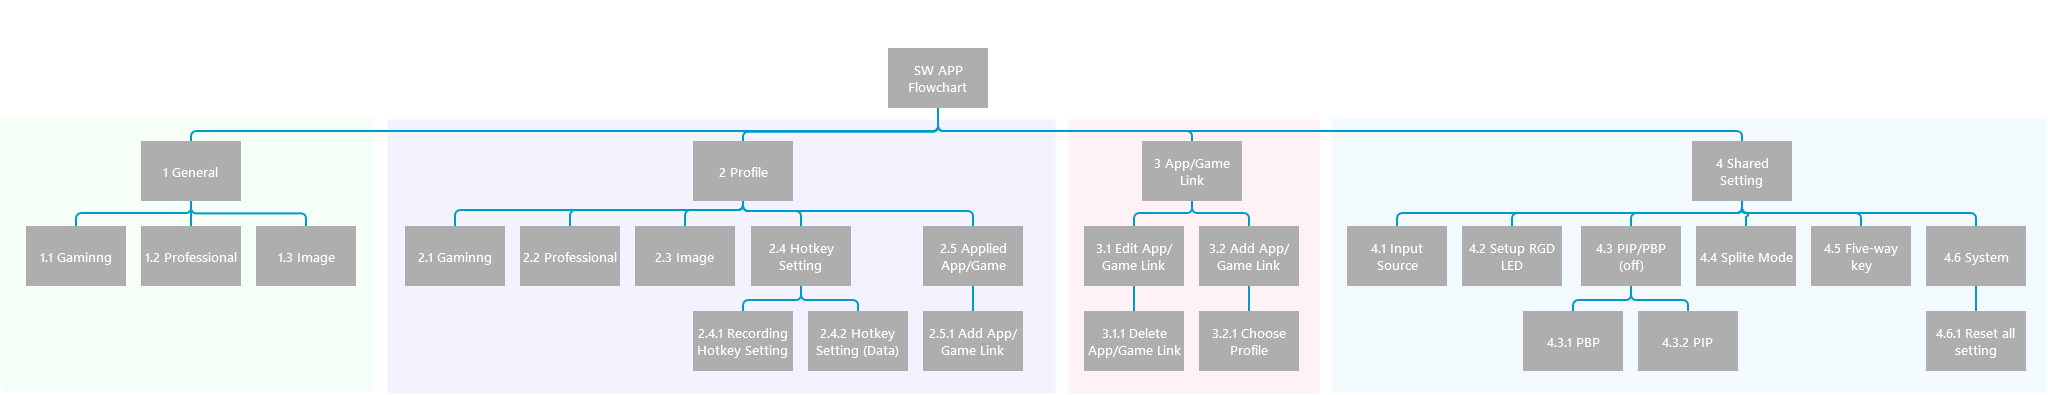 SW APP
Flowchart
1 General
2 Profile
3 App/Game
Link
4 Shared
Setting
1.1 Gaminng
1.2 Professional
1.3 Image
2.1 Gaminng
2.2 Professional
2.3 Image
2.4 Hotkey
Setting
2.5 Applied
App/Game
3.1 Edit App/
Game Link
3.2 Add App/
Game Link
4.1 Input
Source
4.2 Setup RGD
LED
4.3 PIP/PBP
(off)
4.4 Splite Mode
4.5 Five-way
key
4.6 System
2.4.1 Recording
Hotkey Setting
2.4.2 Hotkey
Setting (Data)
2.5.1 Add App/
Game Link
3.1.1 Delete
App/Game Link
3.2.1 Choose
Profile
4.3.1 PBP
4.3.2 PIP
4.6.1 Reset all
setting